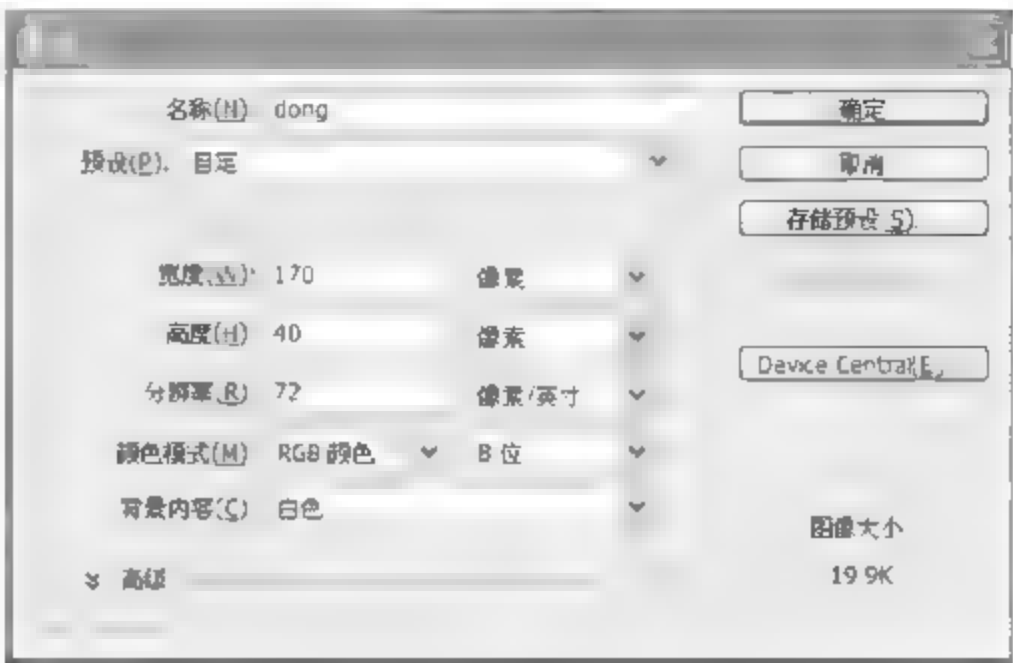 名称(N) dong
确定
预设(P): 自定
取消
存储预设(S)...
宽度(W): 170 像素
高度(H) 40 像素
Device Central(E)...
分辨率(R) 72 像素/英寸
颜色模式(M) RGB 颜色 8 位
背景内容(C) 白色
图像大小
高级
19.9K